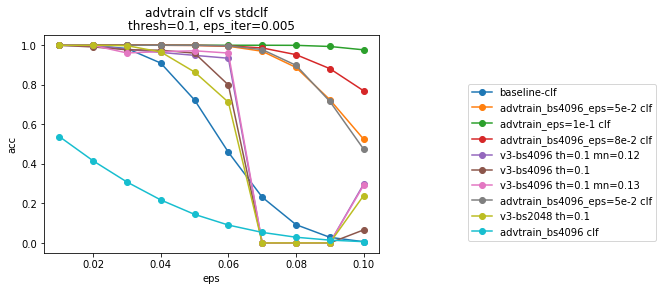 advtrain clf vs stdclf
thresh=0.1, eps_iter=0.005
1.0
0.8
0.6
0.4
0.2
0.0
acc
0.02
0.04
0.06
0.08
0.10
eps
baseline-clf
advtrain_bs4096_eps=5e-2 clf
advtrain_eps=1e-1 clf
advtrain_bs4096_eps=8e-2 clf
v3-bs4096 th=0.1 mn=0.12
v3-bs4096 th=0.1
v3-bs4096 th=0.1 mn=0.13
advtrain_bs4096_eps=5e-2 clf
v3-bs2048 th=0.1
advtrain_bs4096 clf